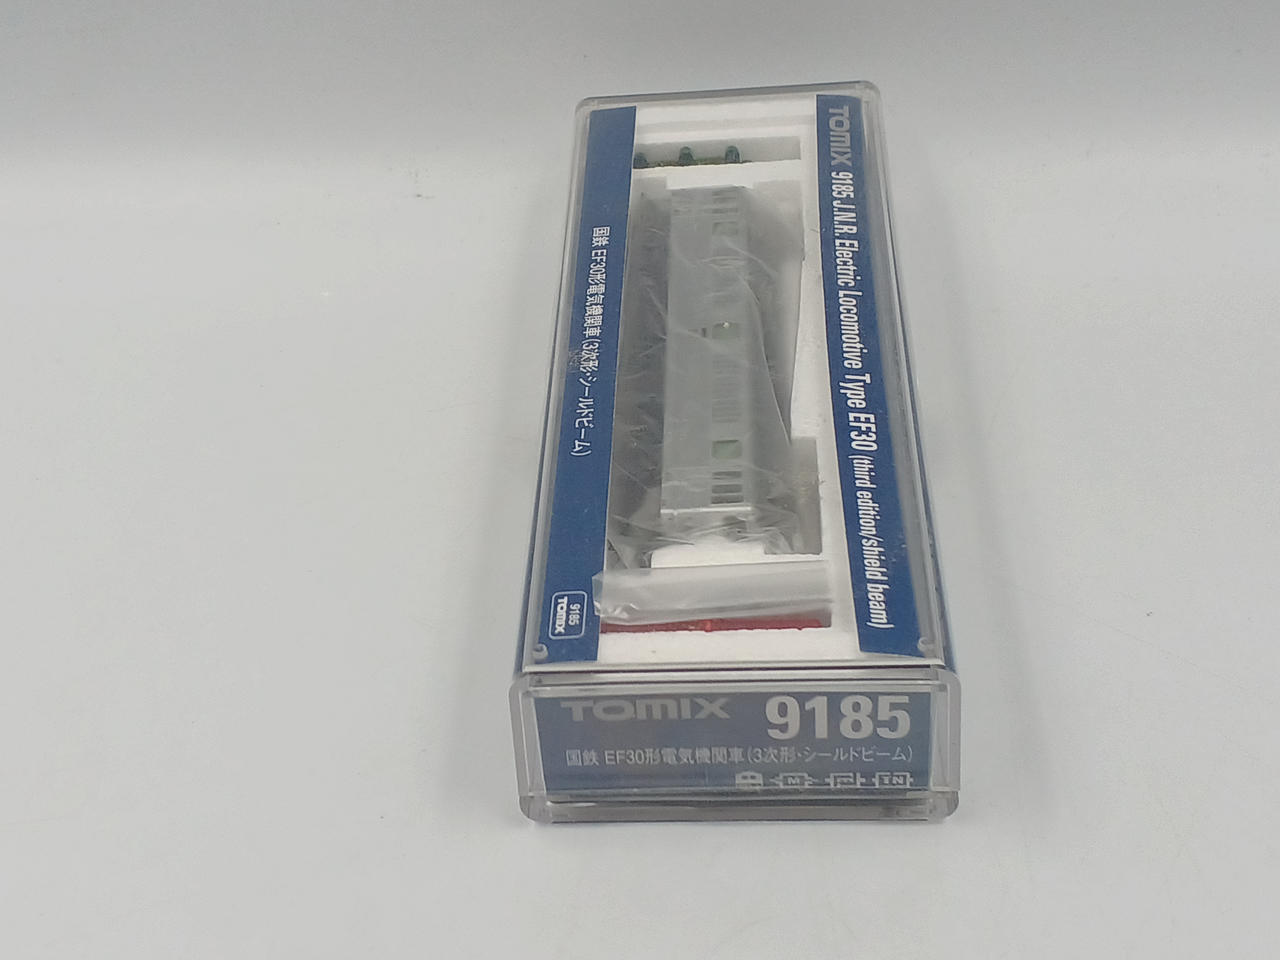 TOMIX 9185 J.N.R. Electric Locomotive Type EF30 (third edition/shield beam)
国鉄 EF30形電気機関車(3次形・シールドビーム)
9185
TOMIX
TOMIX 9185
国鉄 EF30形電気機関車(3次形・シールドビーム)
M
TN